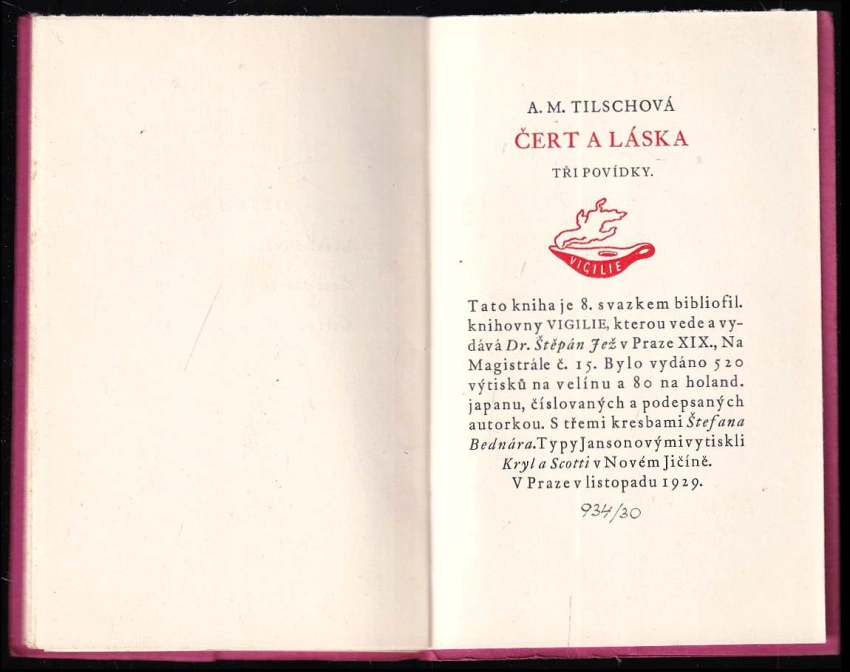 A. M. TILSCHOVÁ
ČERT A LÁSKA
TŘI POVÍDKY.
VIGILIE
Tato kniha je 8. svazkem bibliofil.
knihovny VIGILIE, kterou vede a vy-
dává Dr. Štěpán Jež v Praze XIX., Na
Magistrále č. 15. Bylo vydáno 520
výtisků na velínu a 80 na holand.
japanu, číslovaných a podepsaných
autorkou. S třemi kresbami Štefana
Bednára. Typy Jansonovými vytiskli
Kryl a Scotti v Novém Jičíně.
V Praze v listopadu 1929.
934/30